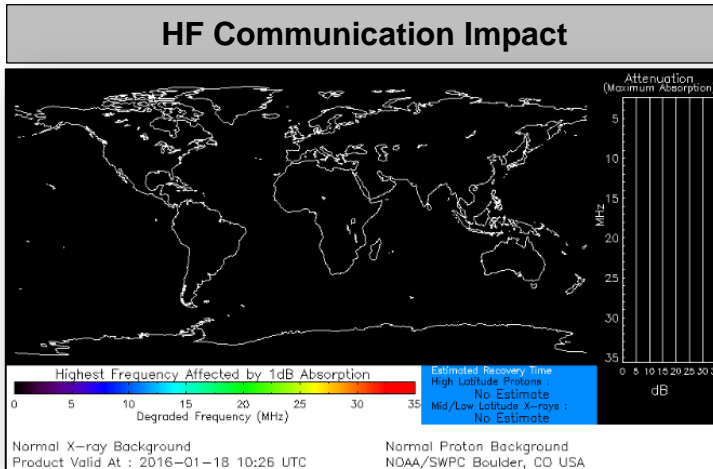 HF Communication Impact
Attenuation
(Maximum Absorption)
5
10
15
20
25
30
35
MHz
0 5 10 15 20 25 30
dB
Highest Frequency Affected by 1dB Absorption
0 5 10 15 20 25 30 35
Degraded Frequency (MHz)
Estimated Recovery Time
High Latitude Protons :
No Estimate
Mid/Low Latitude X-rays :
No Estimate
Normal X-ray Background
Product Valid At : 2016-01-18 10:26 UTC
Normal Proton Background
NOAA/SWPC Boulder, CO USA